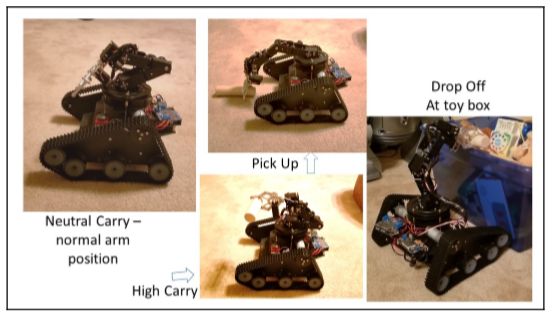 Neutral Carry –
normal arm
position
Pick Up
High Carry
Drop Off
At toy box